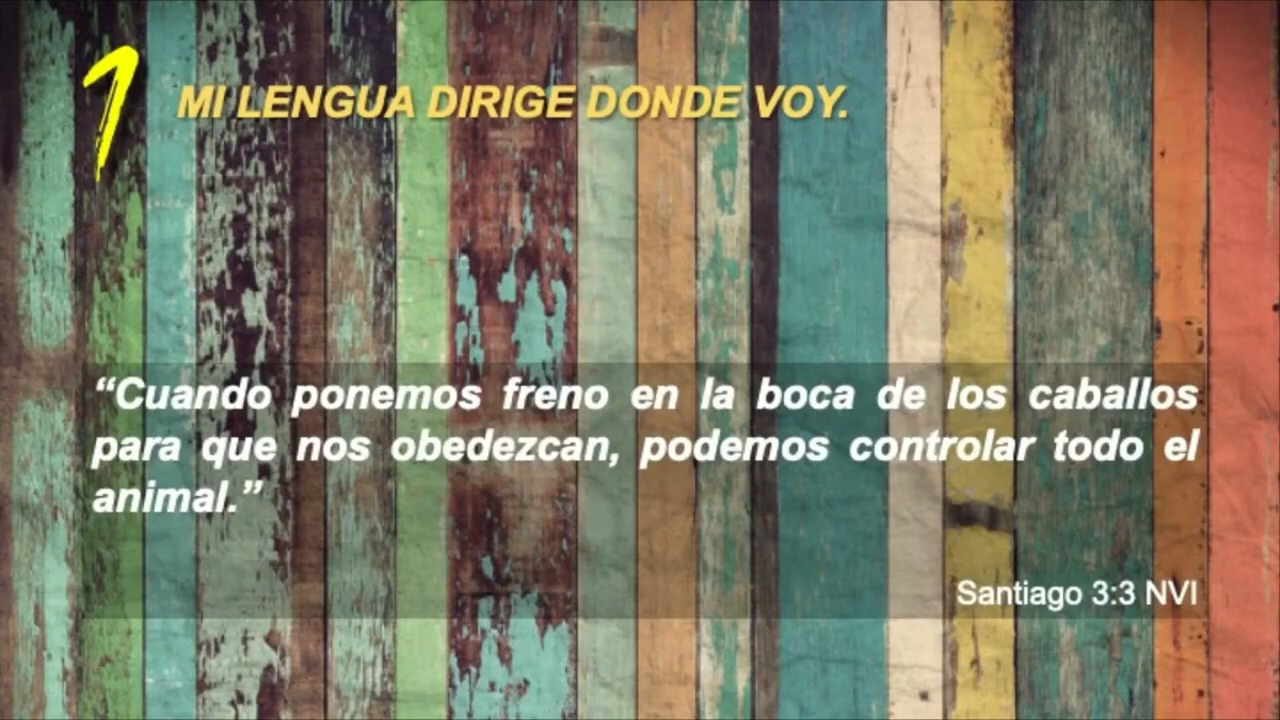 1 MI LENGUA DIRIGE DONDE VOY.
“Cuando ponemos freno en la boca de los caballos
para que nos obedezcan, podemos controlar todo el
animal.”
Santiago 3:3 NVI